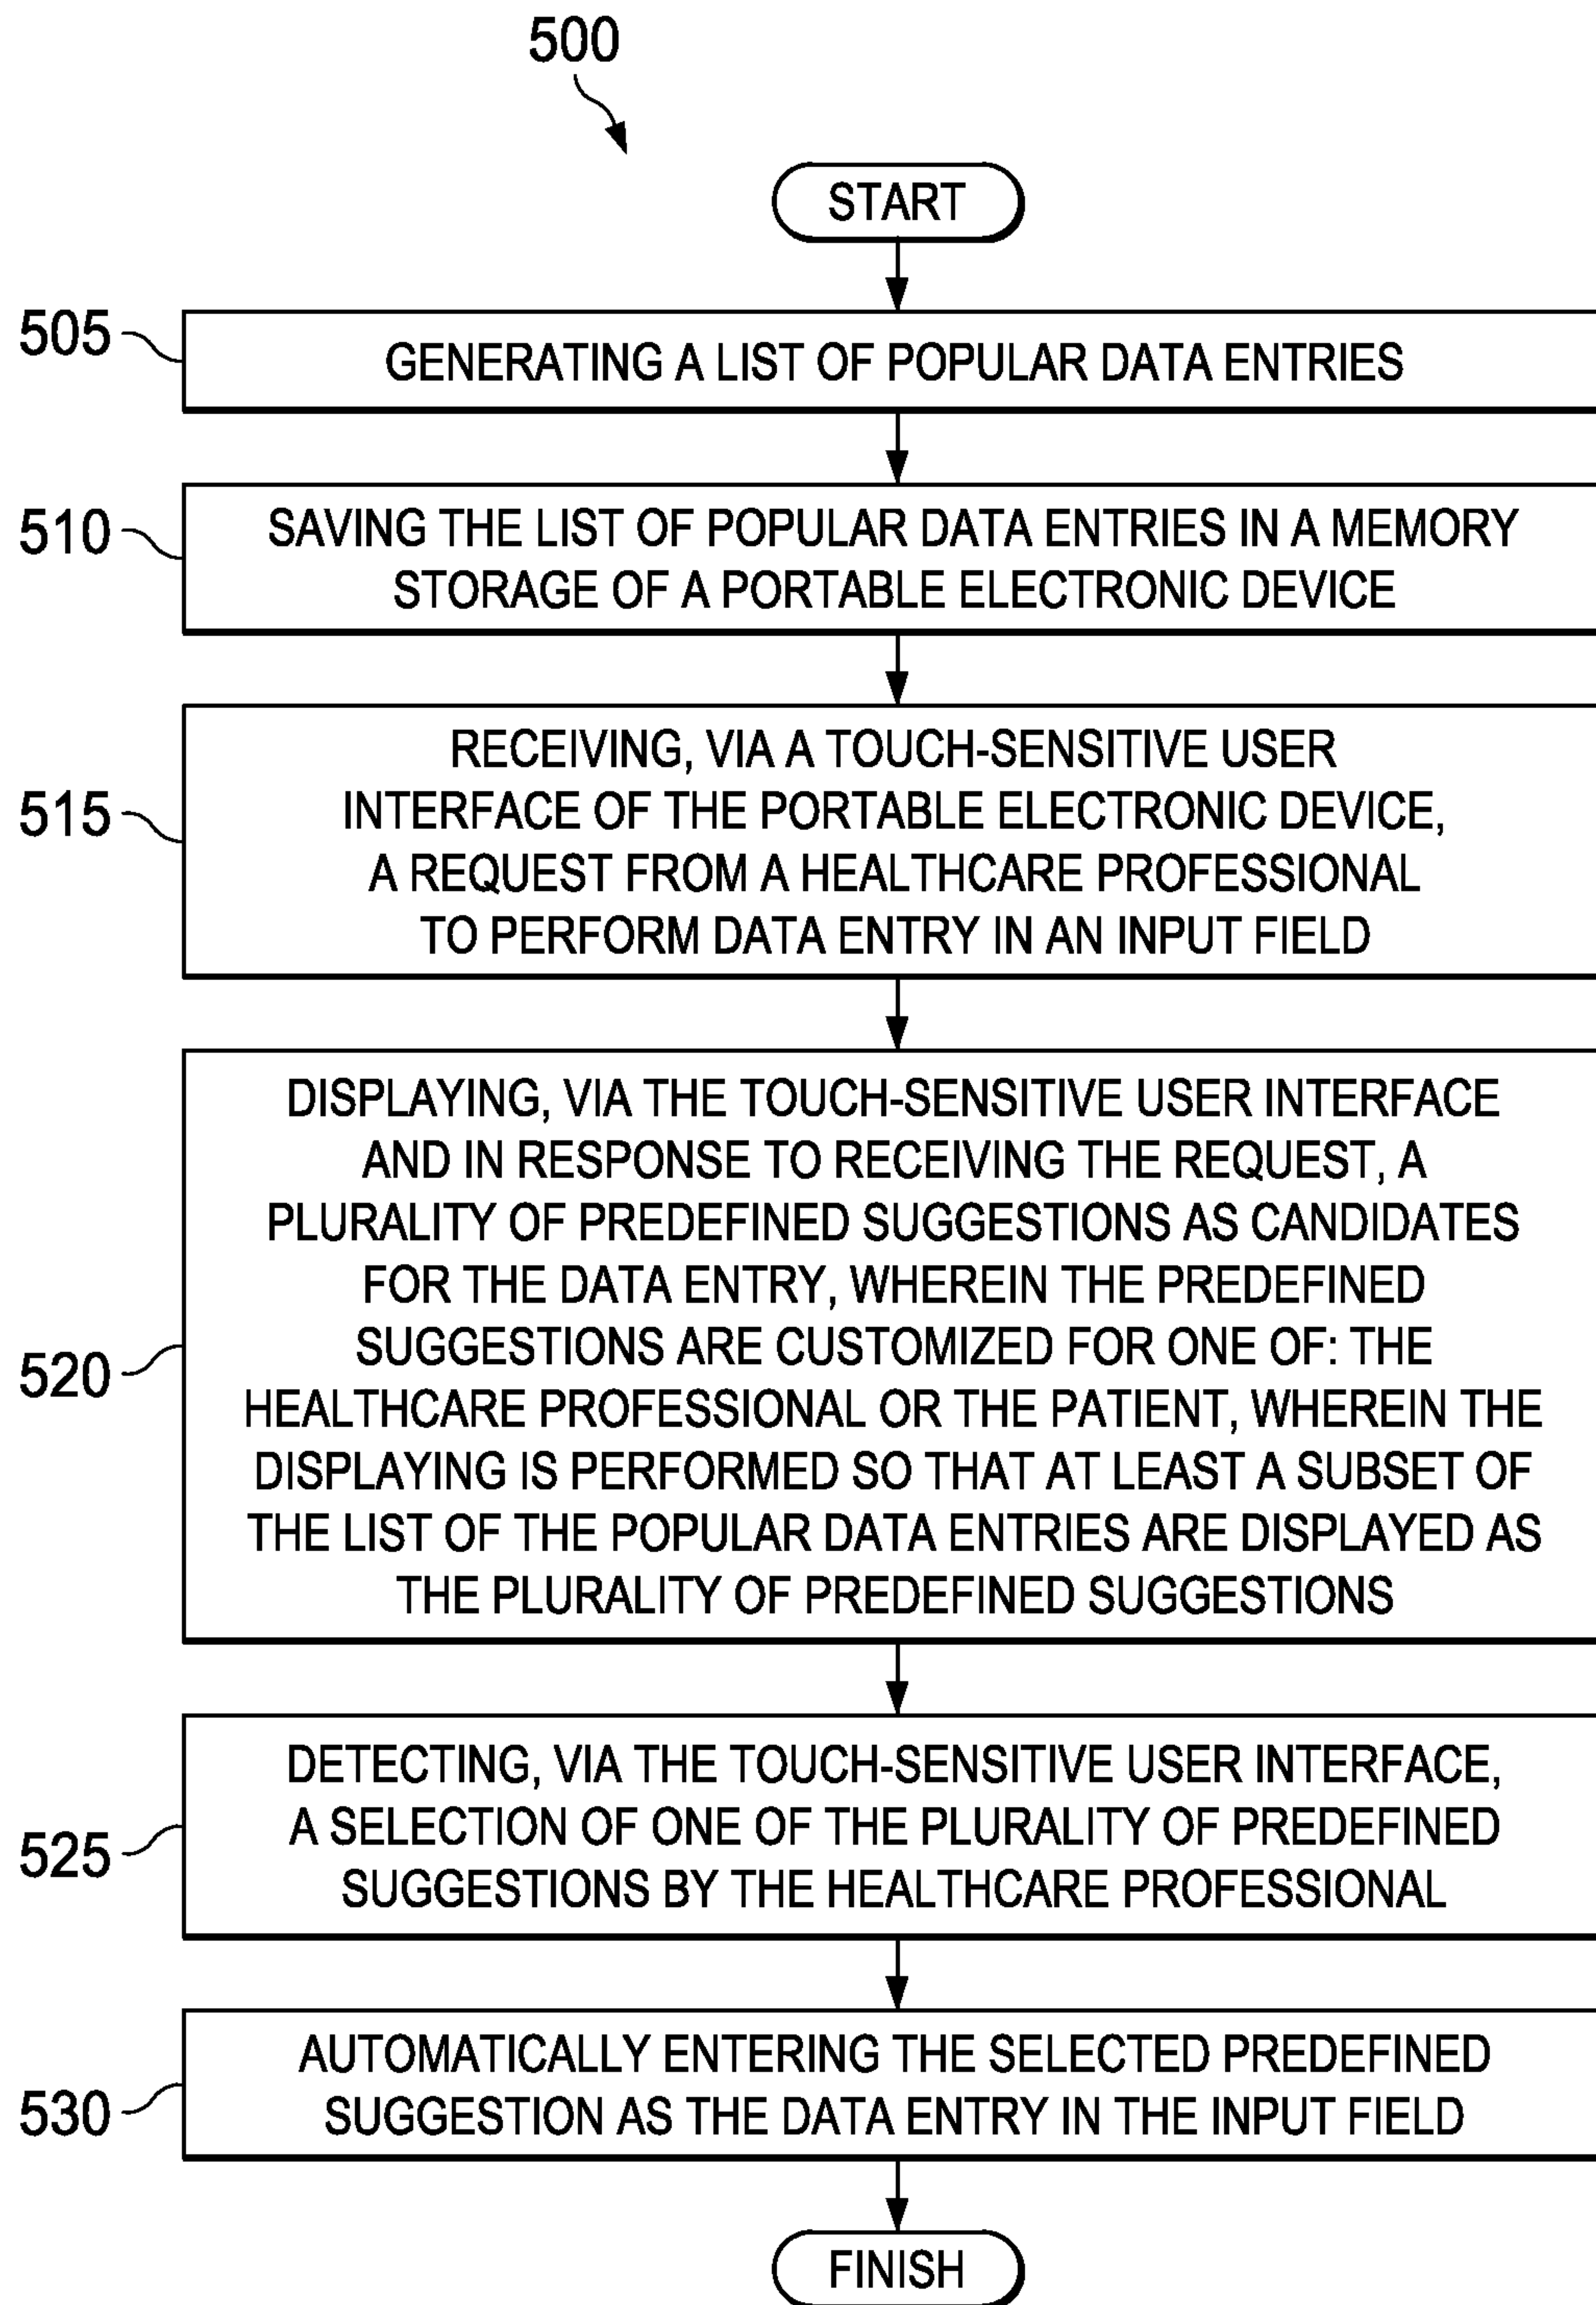 500
START
505
GENERATING A LIST OF POPULAR DATA ENTRIES
510
SAVING THE LIST OF POPULAR DATA ENTRIES IN A MEMORY
STORAGE OF A PORTABLE ELECTRONIC DEVICE
515
RECEIVING, VIA A TOUCH-SENSITIVE USER
INTERFACE OF THE PORTABLE ELECTRONIC DEVICE,
A REQUEST FROM A HEALTHCARE PROFESSIONAL
TO PERFORM DATA ENTRY IN AN INPUT FIELD
520
DISPLAYING, VIA THE TOUCH-SENSITIVE USER INTERFACE
AND IN RESPONSE TO RECEIVING THE REQUEST, A
PLURALITY OF PREDEFINED SUGGESTIONS AS CANDIDATES
FOR THE DATA ENTRY, WHEREIN THE PREDEFINED
SUGGESTIONS ARE CUSTOMIZED FOR ONE OF: THE
HEALTHCARE PROFESSIONAL OR THE PATIENT, WHEREIN THE
DISPLAYING IS PERFORMED SO THAT AT LEAST A SUBSET OF
THE LIST OF THE POPULAR DATA ENTRIES ARE DISPLAYED AS
THE PLURALITY OF PREDEFINED SUGGESTIONS
525
DETECTING, VIA THE TOUCH-SENSITIVE USER INTERFACE,
A SELECTION OF ONE OF THE PLURALITY OF PREDEFINED
SUGGESTIONS BY THE HEALTHCARE PROFESSIONAL
530
AUTOMATICALLY ENTERING THE SELECTED PREDEFINED
SUGGESTION AS THE DATA ENTRY IN THE INPUT FIELD
FINISH